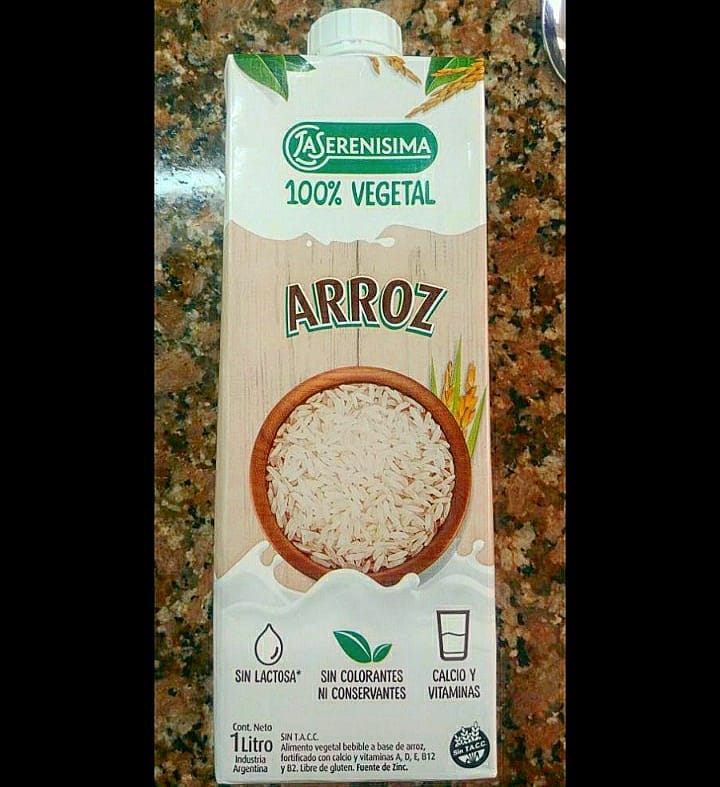 LA SERENISIMA
100% VEGETAL
ARROZ
SIN LACTOSA*
SIN COLORANTES
NI CONSERVANTES
CALCIO Y
VITAMINAS
Cont. Neto
1 Litro
Industria
Argentina
SIN T.A.C.C.
Alimento vegetal bebible a base de arroz,
fortificado con calcio y vitaminas A, D, E, B12
y B2. Libre de gluten. Fuente de Zinc.
Sin T.A.C.C.